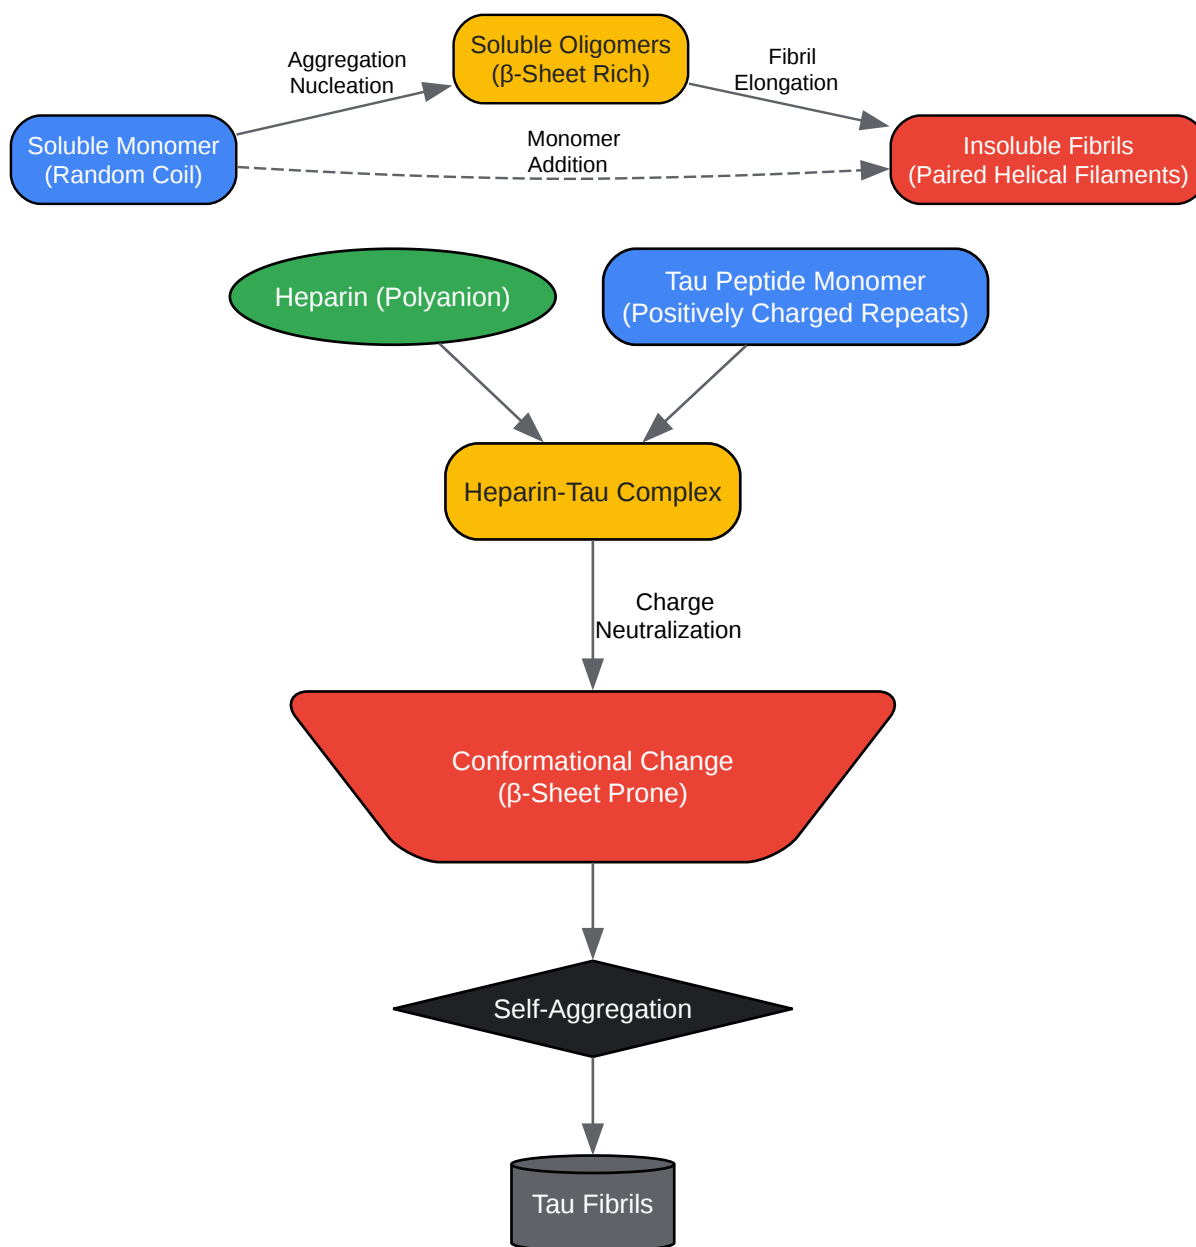 Soluble Oligomers
(β-Sheet Rich)
Aggregation
Nucleation
Fibril
Elongation
Soluble Monomer
(Random Coil)
Monomer
Addition
Insoluble Fibrils
(Paired Helical Filaments)
Heparin (Polyanion)
Tau Peptide Monomer
(Positively Charged Repeats)
Heparin-Tau Complex
Charge
Neutralization
Conformational Change
(β-Sheet Prone)
Self-Aggregation
Tau Fibrils